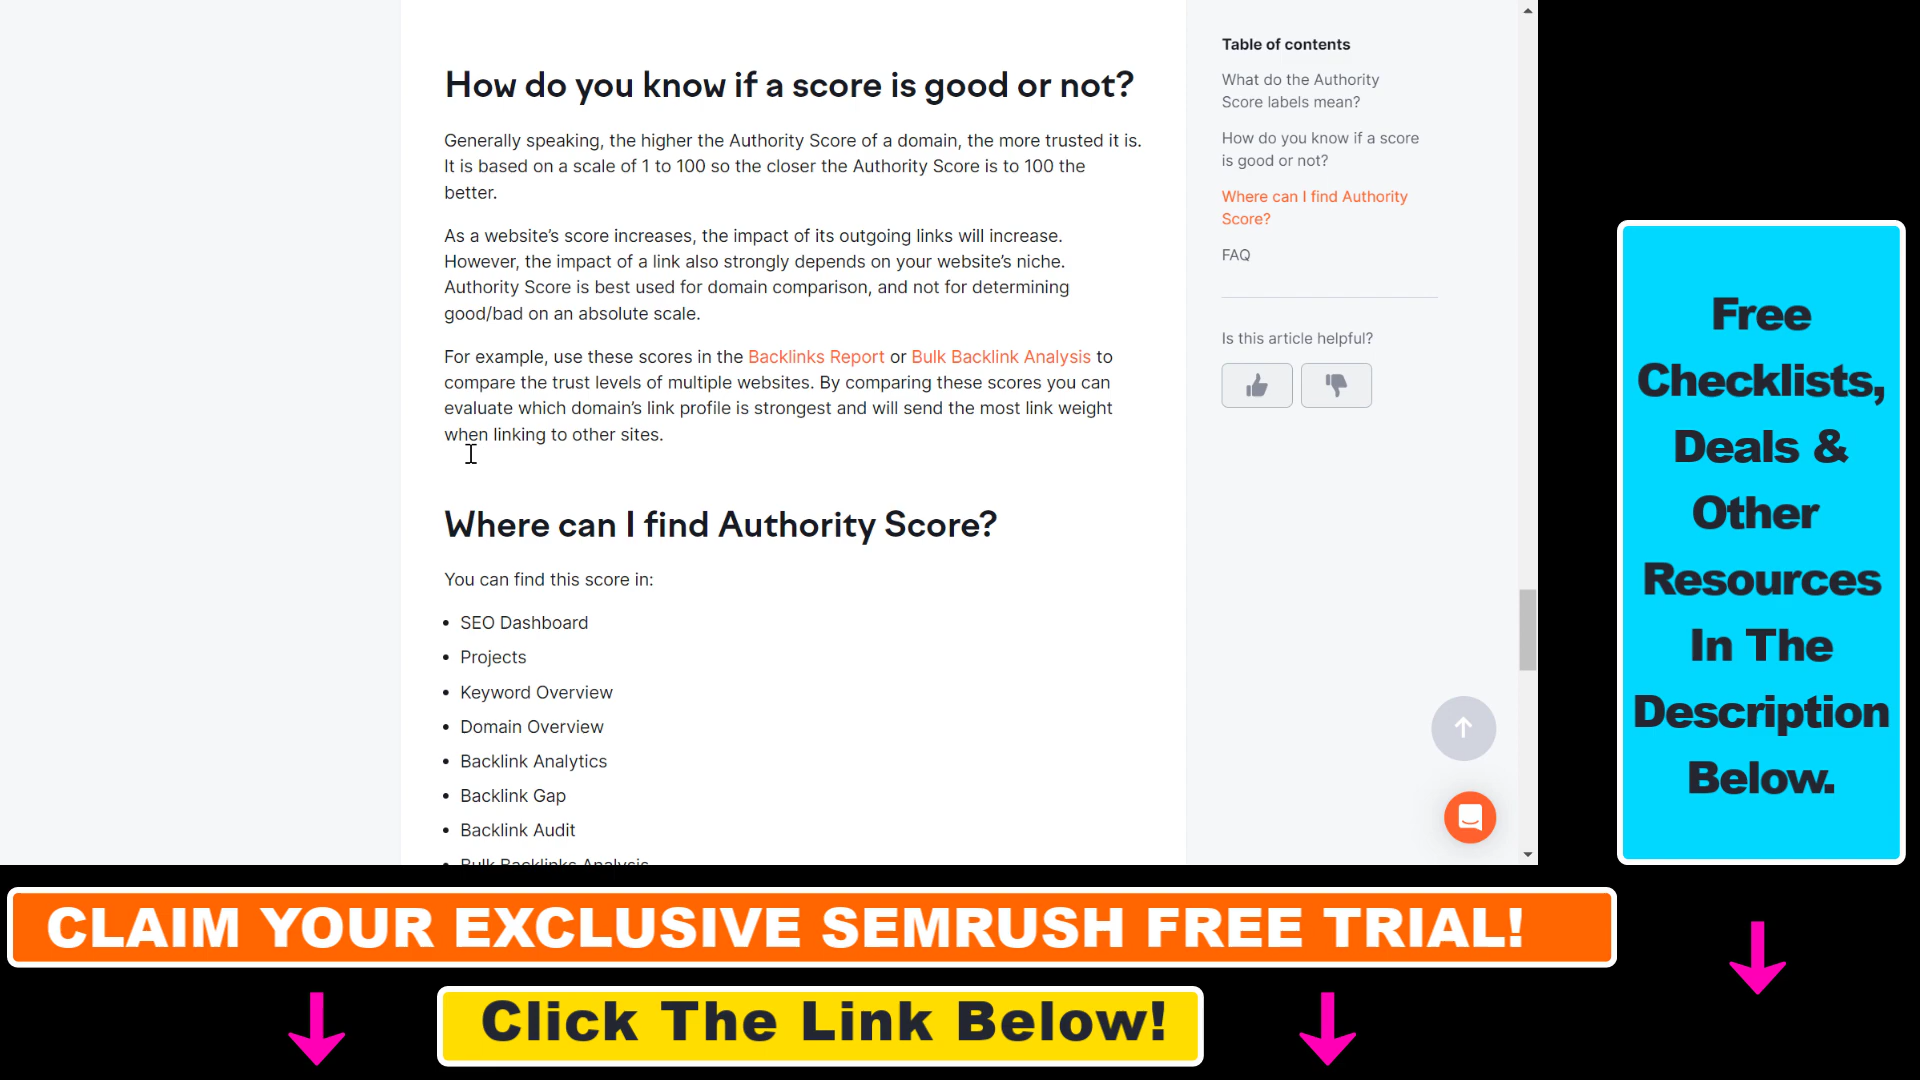 How do you know if a score is good or not?
Generally speaking, the higher the Authority Score of a domain, the more trusted it is.
It is based on a scale of 1 to 100 so the closer the Authority Score is to 100 the
better.
As a website’s score increases, the impact of its outgoing links will increase.
However, the impact of a link also strongly depends on your website’s niche.
Authority Score is best used for domain comparison, and not for determining
good/bad on an absolute scale.
For example, use these scores in the Backlinks Report or Bulk Backlink Analysis to
compare the trust levels of multiple websites. By comparing these scores you can
evaluate which domain’s link profile is strongest and will send the most link weight
when linking to other sites.
Where can I find Authority Score?
You can find this score in:
• SEO Dashboard
• Projects
• Keyword Overview
• Domain Overview
• Backlink Analytics
• Backlink Gap
• Backlink Audit
• Bulk Backlinks Analysis
Table of contents
What do the Authority
Score labels mean?
How do you know if a score
is good or not?
Where can I find Authority
Score?
FAQ
Is this article helpful?
Free
Checklists,
Deals &
Other
Resources
In The
Description
Below.
CLAIM YOUR EXCLUSIVE SEMRUSH FREE TRIAL!
Click The Link Below!